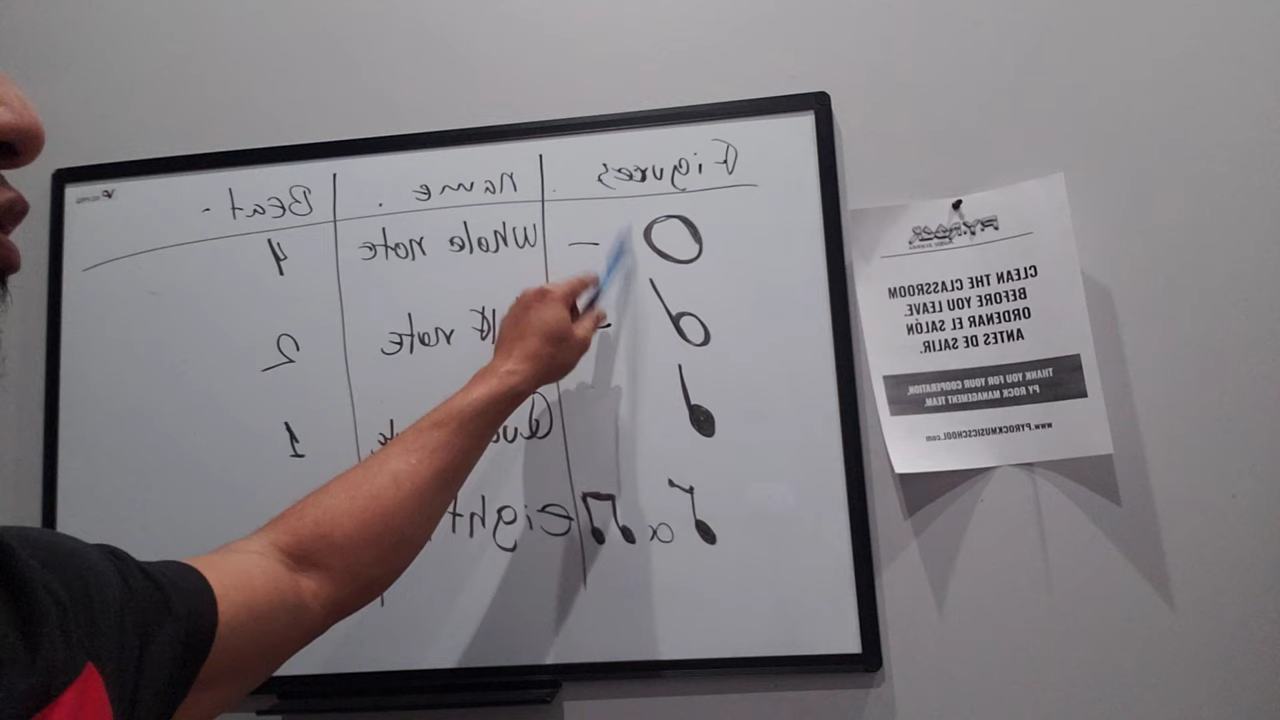 Figures | name . | Beat -
O - whole note 4
note 2
1
eight
PYROCK
CLEAN THE CLASSROOM
BEFORE YOU LEAVE.
ORDENAR EL SALÓN
ANTES DE SALIR.
THANK YOU FOR YOUR COOPERATION,
PY ROCK MANAGEMENT TEAM.
www.PYROCKMUSICSCHOOL.com